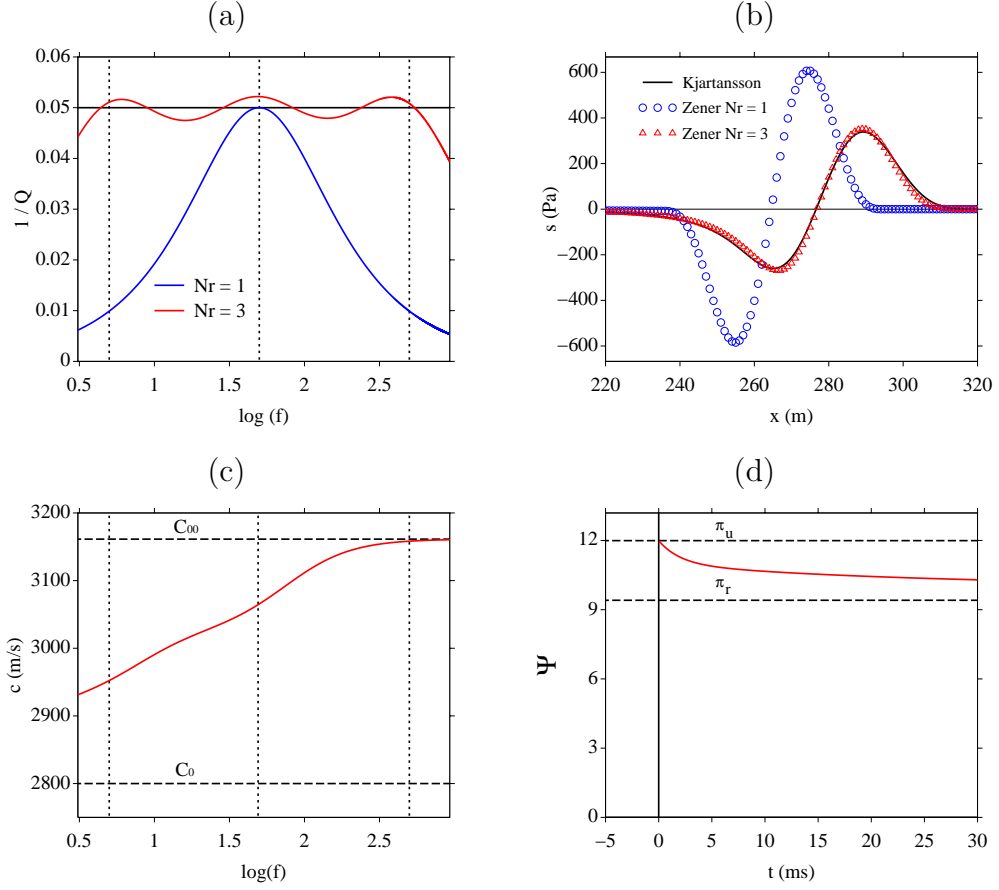 (a)
0.06
0.05
0.04
0.03
0.02
0.01
0
1 / Q
Nr = 1
Nr = 3
0.5 1 1.5 2 2.5
log (f)
(b)
600
400
200
0
−200
−400
−600
s (Pa)
Kjartansson
Zener Nr = 1
Zener Nr = 3
220 240 260 280 300 320
x (m)
(c)
3200
3100
3000
2900
2800
c (m/s)
C00
C0
0.5 1 1.5 2 2.5
log(f)
(d)
12
9
6
3
0
Ψ
π_u
π_r
−5 0 5 10 15 20 25 30
t (ms)